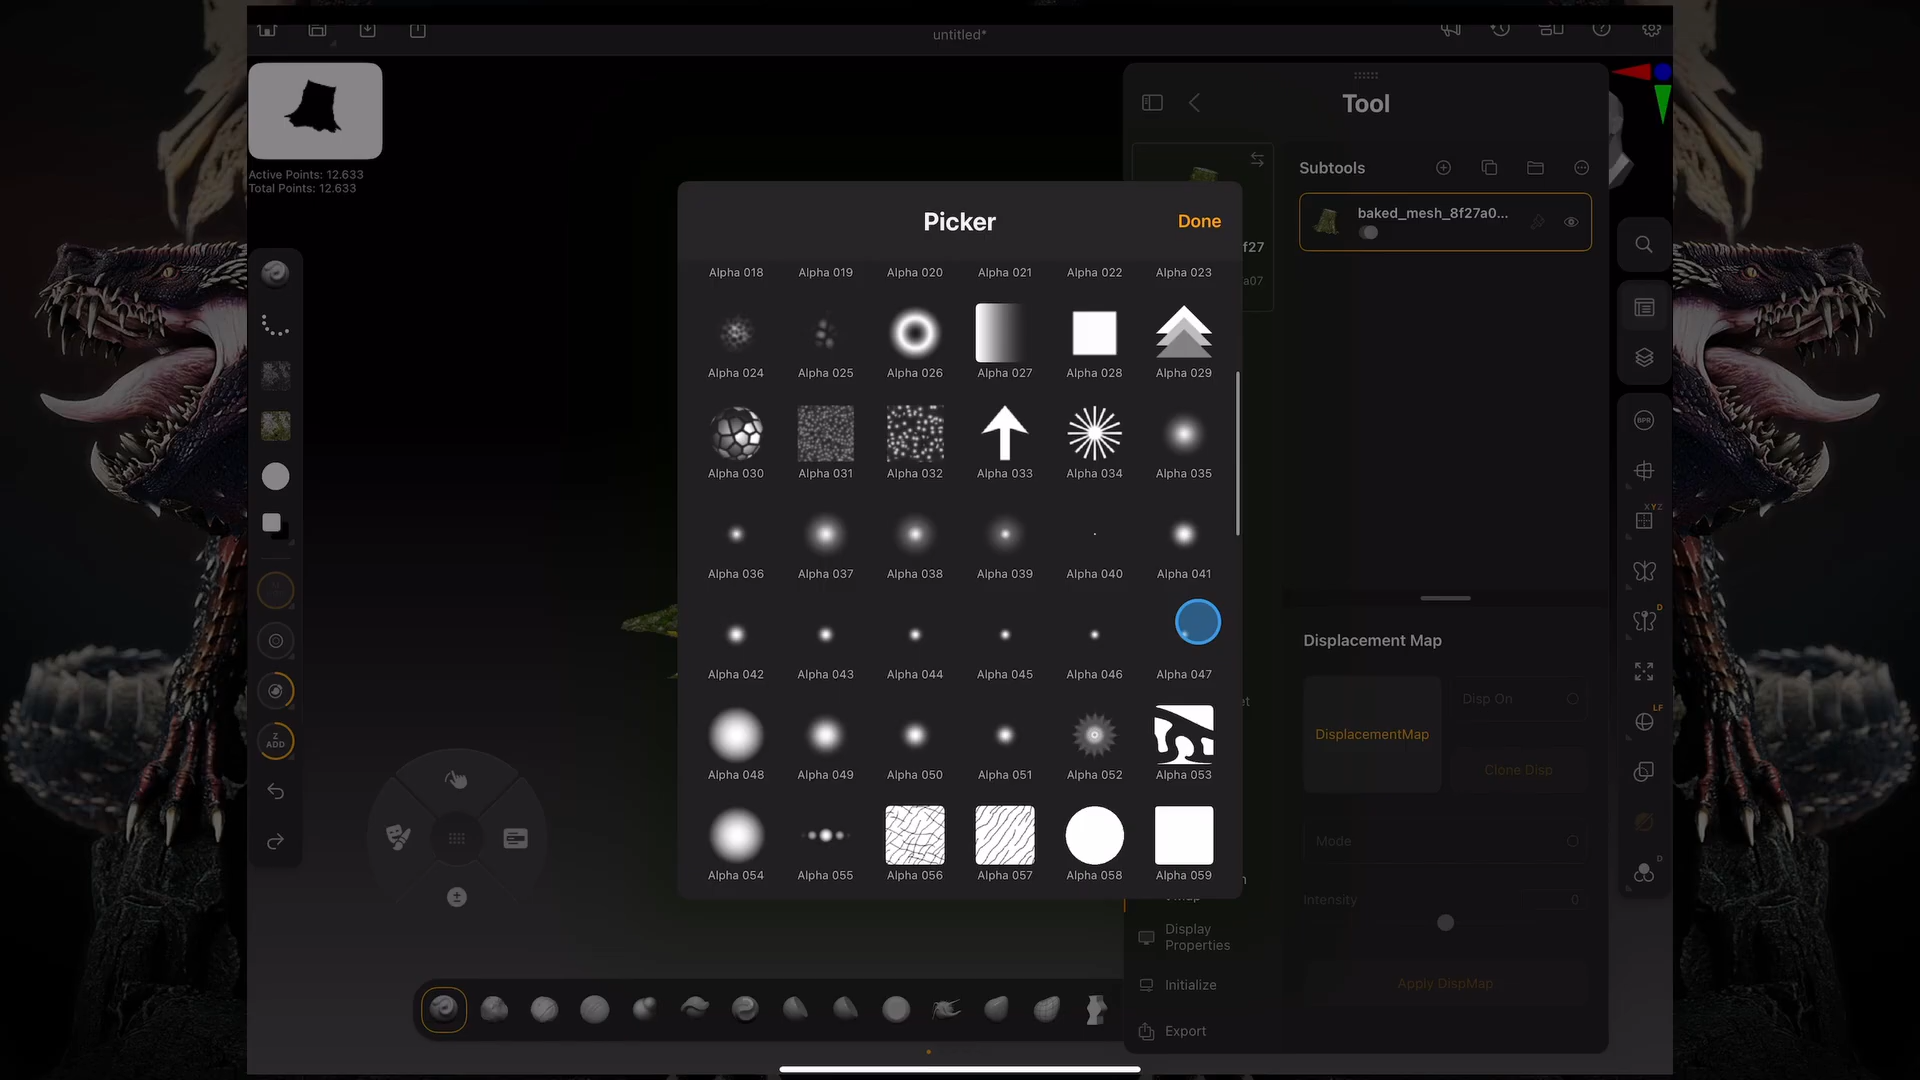 untitled*
Active Points: 12.633
Total Points: 12.633
Tool
Subtools
baked_mesh_8f27a0...
f27
a07
Picker
Done
Alpha 018 Alpha 019 Alpha 020 Alpha 021 Alpha 022 Alpha 023
Alpha 024 Alpha 025 Alpha 026 Alpha 027 Alpha 028 Alpha 029
Alpha 030 Alpha 031 Alpha 032 Alpha 033 Alpha 034 Alpha 035
Alpha 036 Alpha 037 Alpha 038 Alpha 039 Alpha 040 Alpha 041
Alpha 042 Alpha 043 Alpha 044 Alpha 045 Alpha 046 Alpha 047
Alpha 048 Alpha 049 Alpha 050 Alpha 051 Alpha 052 Alpha 053
Alpha 054 Alpha 055 Alpha 056 Alpha 057 Alpha 058 Alpha 059
Z
ADD
Displacement Map
DisplacementMap
Disp On
Clone Disp
Mode
Intensity 0
Apply DispMap
Display
Properties
Initialize
Export
BPR
XYZ
D
LF
D